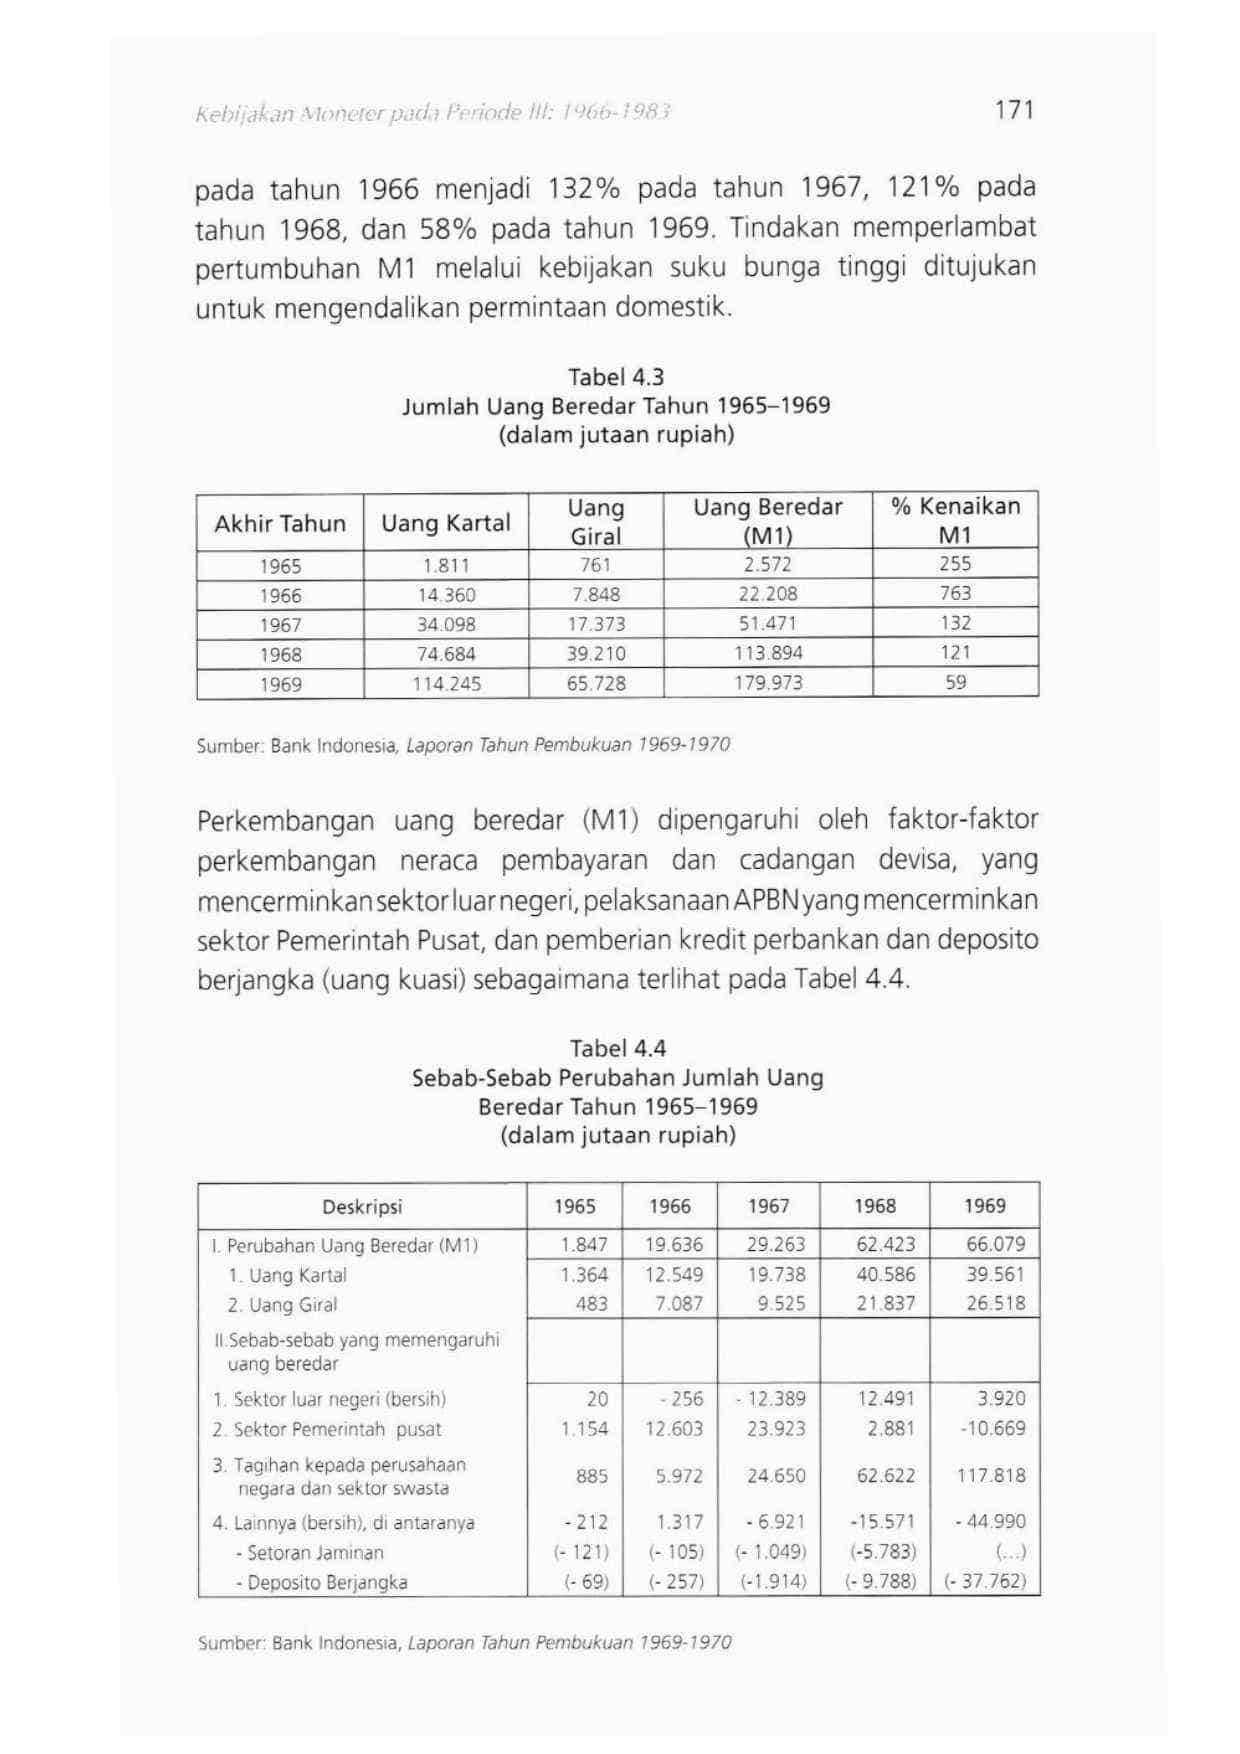 Kebijakan Moneter pada Periode III: 1966-1983 171
pada tahun 1966 menjadi 132% pada tahun 1967, 121% pada
tahun 1968, dan 58% pada tahun 1969. Tindakan memperlambat
pertumbuhan M1 melalui kebijakan suku bunga tinggi ditujukan
untuk mengendalikan permintaan domestik.
Tabel 4.3
Jumlah Uang Beredar Tahun 1965–1969
(dalam jutaan rupiah)
Akhir Tahun Uang Kartal Uang Giral Uang Beredar (M1) % Kenaikan M1
1965 1.811 761 2.572 255
1966 14.360 7.848 22.208 763
1967 34.098 17.373 51.471 132
1968 74.684 39.210 113.894 121
1969 114.245 65.728 179.973 59
Sumber: Bank Indonesia, Laporan Tahun Pembukuan 1969-1970
Perkembangan uang beredar (M1) dipengaruhi oleh faktor-faktor
perkembangan neraca pembayaran dan cadangan devisa, yang
mencerminkan sektor luar negeri, pelaksanaan APBN yang mencerminkan
sektor Pemerintah Pusat, dan pemberian kredit perbankan dan deposito
berjangka (uang kuasi) sebagaimana terlihat pada Tabel 4.4.
Tabel 4.4
Sebab-Sebab Perubahan Jumlah Uang
Beredar Tahun 1965–1969
(dalam jutaan rupiah)
Deskripsi 1965 1966 1967 1968 1969
I. Perubahan Uang Beredar (M1) 1.847 19.636 29.263 62.423 66.079
1. Uang Kartal 1.364 12.549 19.738 40.586 39.561
2. Uang Giral 483 7.087 9.525 21.837 26.518
II.Sebab-sebab yang memengaruhi
uang beredar
1. Sektor luar negeri (bersih) 20 - 256 - 12.389 12.491 3.920
2. Sektor Pemerintah pusat 1.154 12.603 23.923 2.881 -10.669
3. Tagihan kepada perusahaan
negara dan sektor swasta 885 5.972 24.650 62.622 117.818
4. Lainnya (bersih), di antaranya - 212 1.317 - 6.921 -15.571 - 44.990
- Setoran Jaminan (- 121) (- 105) (- 1.049) (-5.783) (...)
- Deposito Berjangka (- 69) (- 257) (-1.914) (- 9.788) (- 37.762)
Sumber: Bank Indonesia, Laporan Tahun Pembukuan 1969-1970